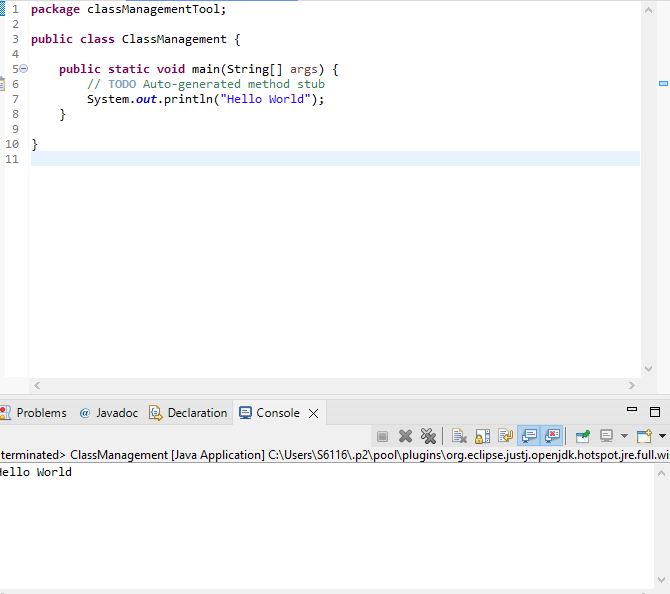 1 package classManagementTool;
2
3 public class ClassManagement {
4
5 public static void main(String[] args) {
6 // TODO Auto-generated method stub
7 System.out.println("Hello World");
8 }
9
10 }
11
Problems @ Javadoc Declaration Console
terminated> ClassManagement [Java Application] C:\Users\S6116\.p2\pool\plugins\org.eclipse.justj.openjdk.hotspot.jre.full.wi
Hello World